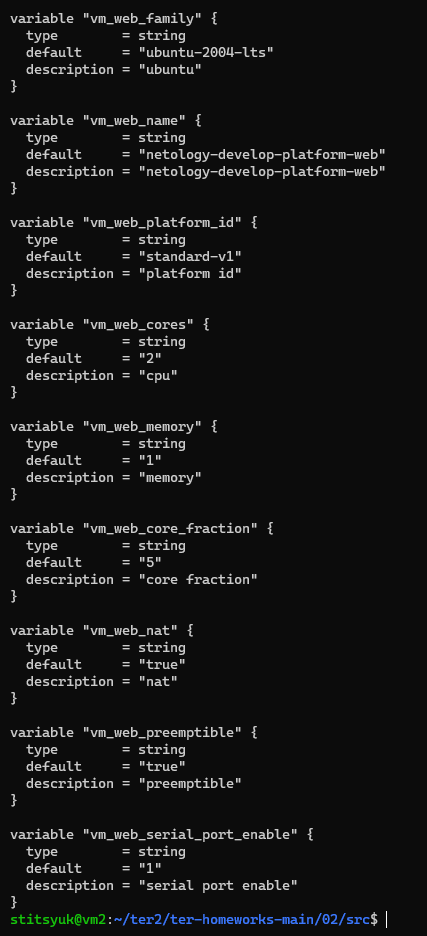 variable "vm_web_family" {
  type        = string
  default     = "ubuntu-2004-lts"
  description = "ubuntu"
}

variable "vm_web_name" {
  type        = string
  default     = "netology-develop-platform-web"
  description = "netology-develop-platform-web"
}

variable "vm_web_platform_id" {
  type        = string
  default     = "standard-v1"
  description = "platform id"
}

variable "vm_web_cores" {
  type        = string
  default     = "2"
  description = "cpu"
}

variable "vm_web_memory" {
  type        = string
  default     = "1"
  description = "memory"
}

variable "vm_web_core_fraction" {
  type        = string
  default     = "5"
  description = "core fraction"
}

variable "vm_web_nat" {
  type        = string
  default     = "true"
  description = "nat"
}

variable "vm_web_preemptible" {
  type        = string
  default     = "true"
  description = "preemptible"
}

variable "vm_web_serial_port_enable" {
  type        = string
  default     = "1"
  description = "serial port enable"
}
stitsyuk@vm2:~/ter2/ter-homeworks-main/02/src$